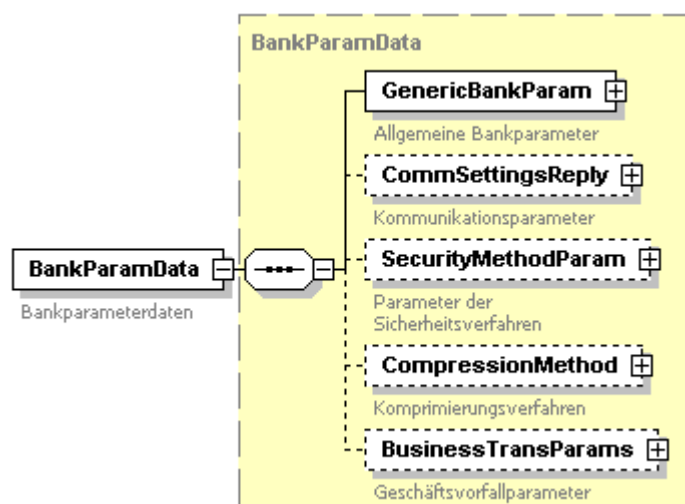 BankParamData
GenericBankParam
Allgemeine Bankparameter
CommSettingsReply
Kommunikationsparameter
BankParamData
Bankparameterdaten
SecurityMethodParam
Parameter der
Sicherheitsverfahren
CompressionMethod
Komprimierungsverfahren
BusinessTransParams
Geschäftsvorfallparameter